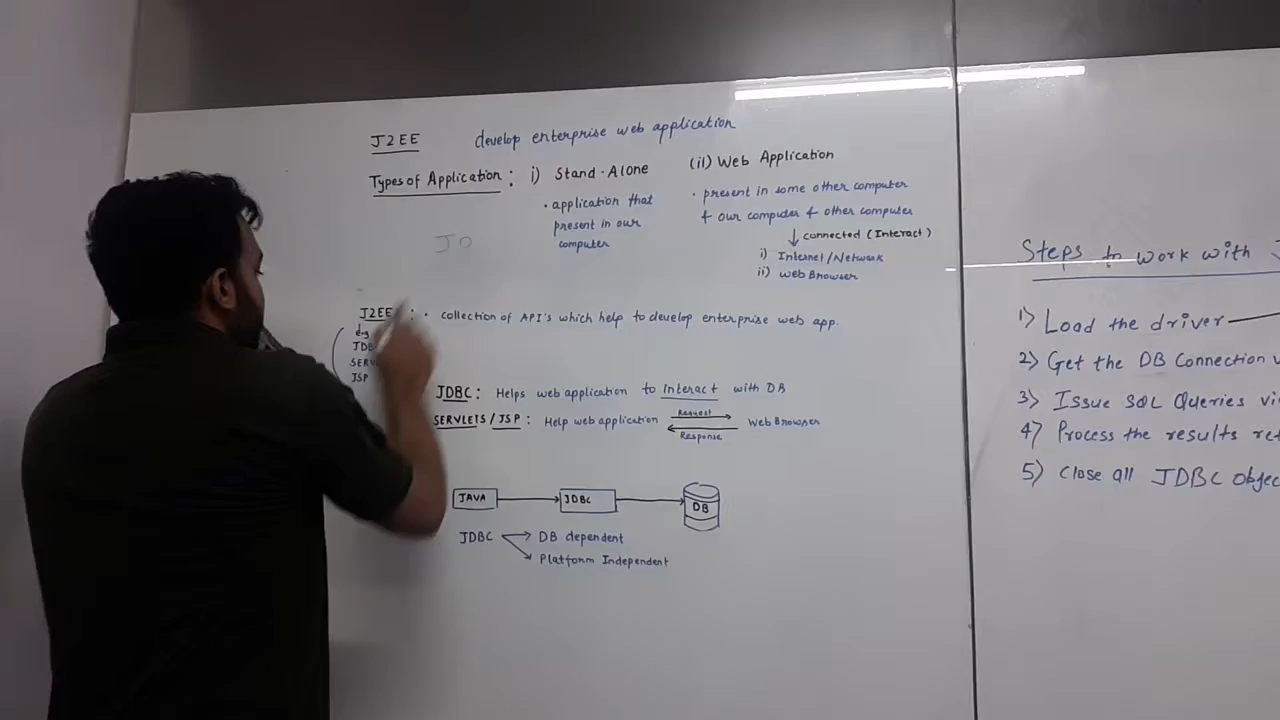 J2EE develop enterprise web application
Types of Application : i) Stand-Alone (ii) Web Application
• application that
present in our
computer
• present in some other computer
& our computer & other computer
connected (Interact)
i) Internet/Network
ii) web Browser
J2EE : • collection of API's which help to develop enterprise web app.
JSP
JDBC : Helps web application to interact with DB
SERVLETS / JSP : Help web application Request Web Browser
Response
JAVA JDBC DB
JDBC DB dependent
Platform Independent
Steps to work with
1) Load the driver
2) Get the DB Connection
3) Issue SQL Queries
4) Process the results
5) Close all JDBC